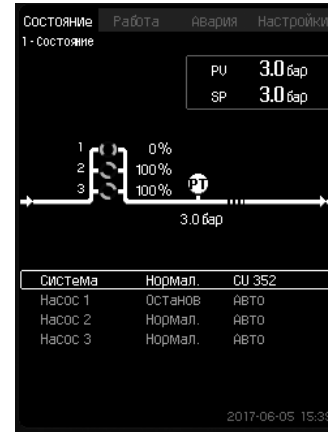 Состояние Работа Авария Настройки
1 - Состояние
PV 3.0 бар
SP 3.0 бар
1 0%
2 100%
3 100%
PT
3.0 бар
Система Нормал. CU 352
Насос 1 Останов Авто
Насос 2 Нормал. Авто
Насос 3 Нормал. Авто
2017-06-05 15:39